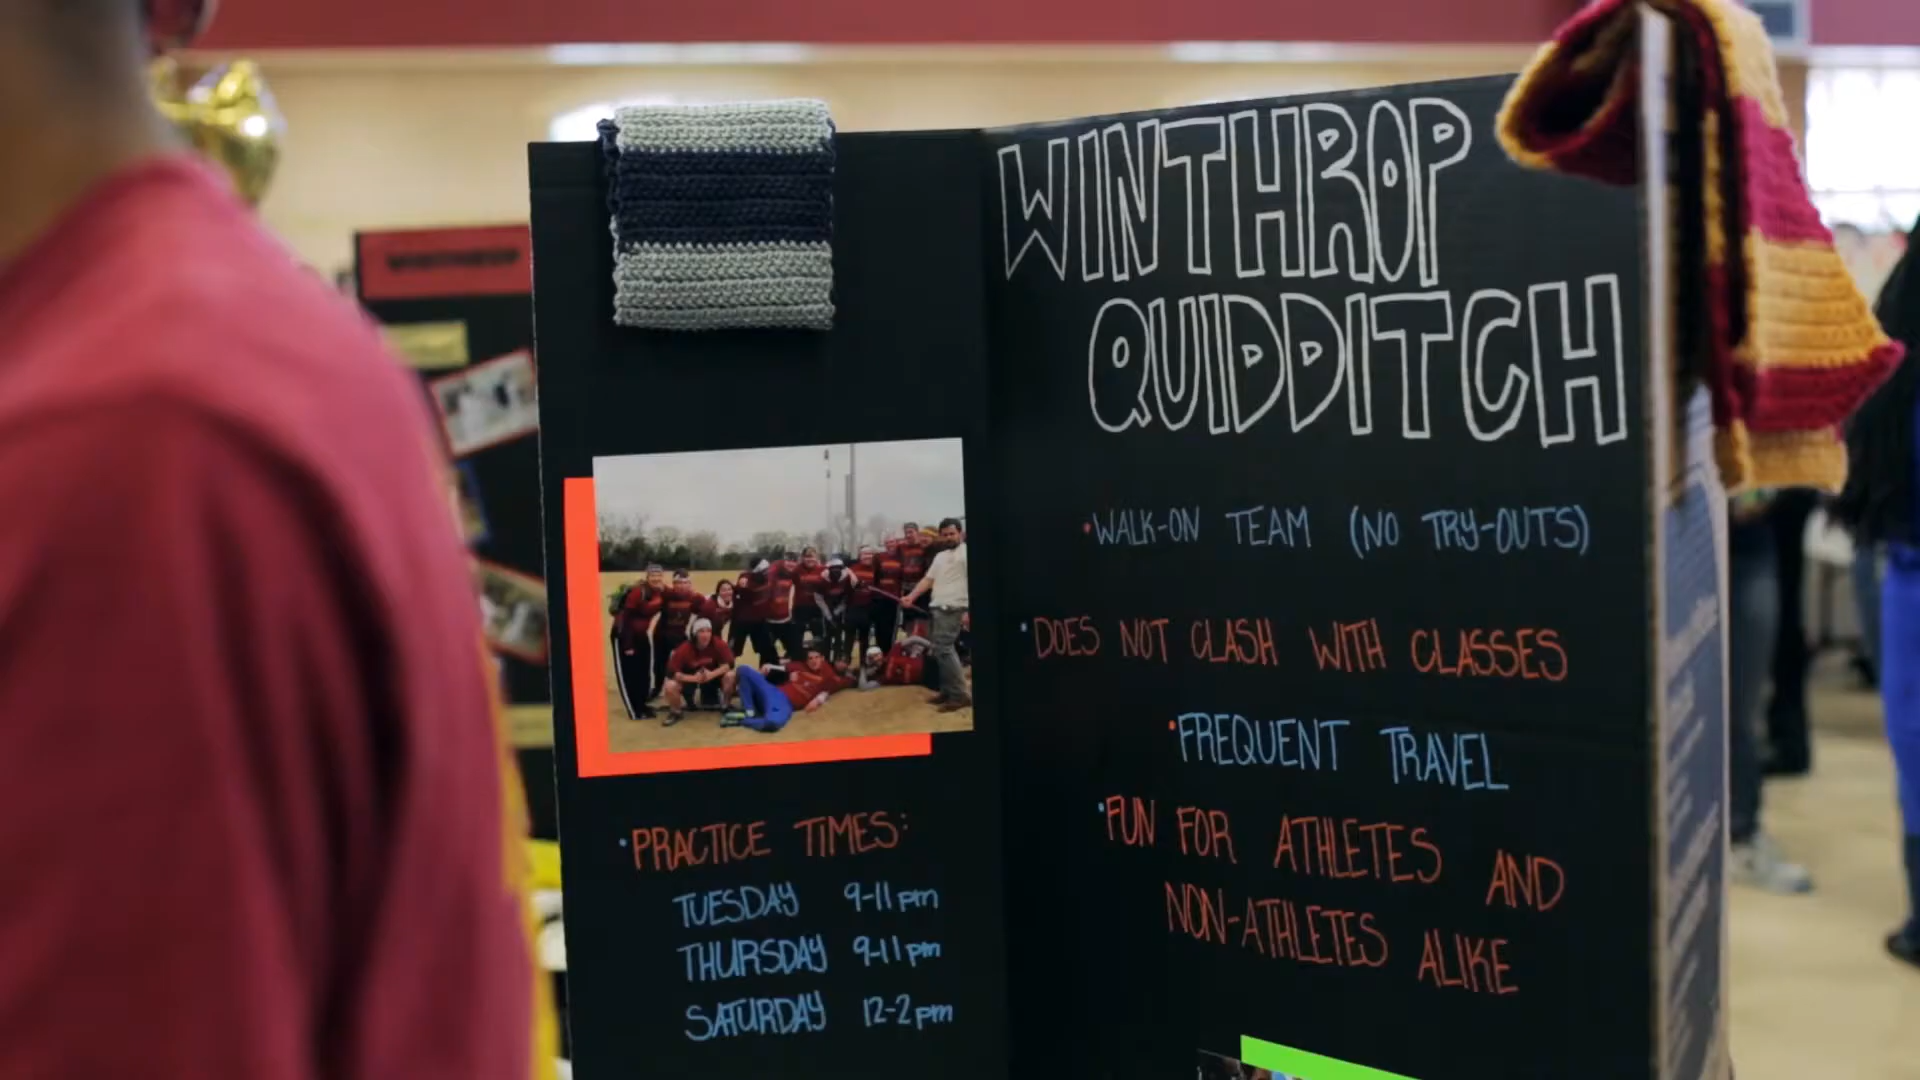 WINTHROP
WINTHROP
QUIDDITCH
•WALK-ON TEAM (NO TRY-OUTS)
•DOES NOT CLASH WITH CLASSES
•FREQUENT TRAVEL
•FUN FOR ATHLETES AND
NON-ATHLETES ALIKE
•PRACTICE TIMES:
TUESDAY 9-11pm
THURSDAY 9-11pm
SATURDAY 12-2pm